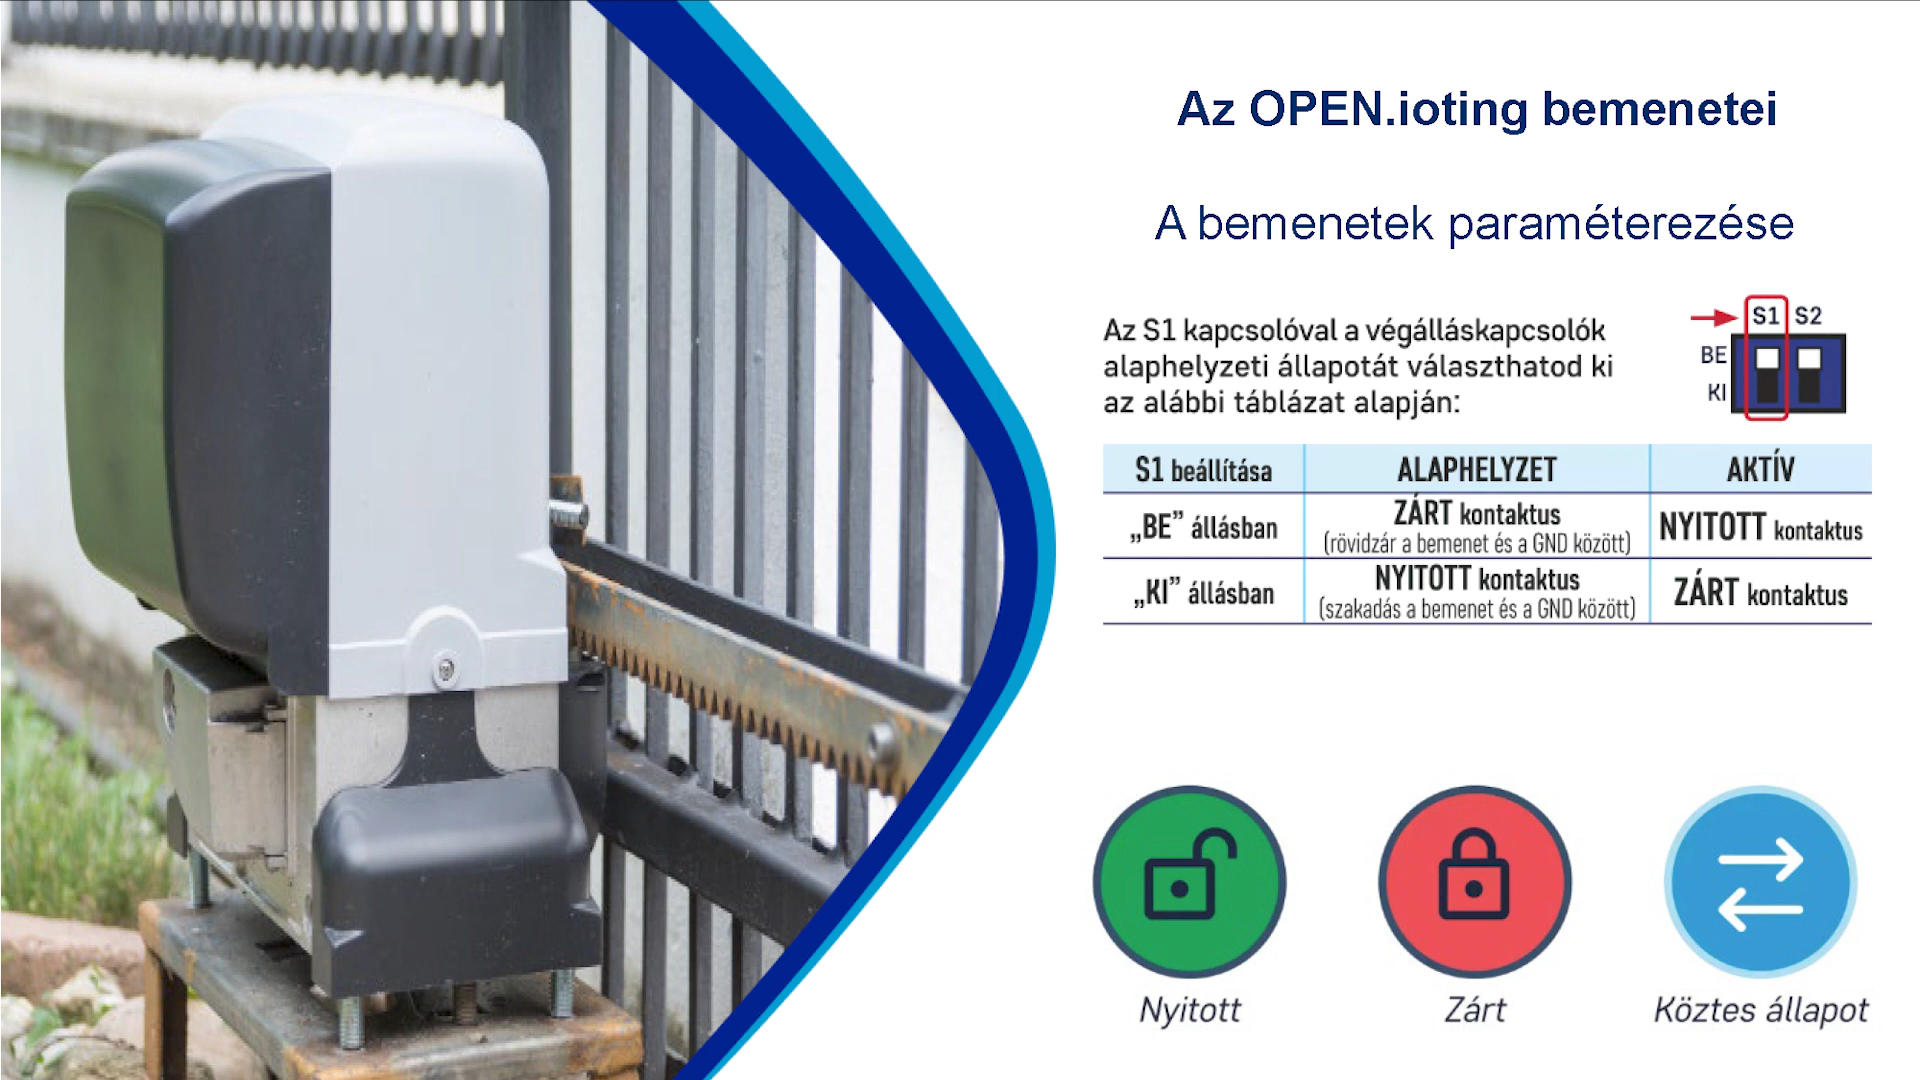 Az OPEN.ioting bemenetei
A bemenetek paraméterezése
Az S1 kapcsolóval a végálláskapcsolók
alaphelyzeti állapotát választhatod ki
az alábbi táblázat alapján:
S1 S2
BE
KI
S1 beállítása ALAPHELYZET AKTÍV
„BE” állásban ZÁRT kontaktus NYITOTT kontaktus
(rövidzár a bemenet és a GND között)
„KI” állásban NYITOTT kontaktus ZÁRT kontaktus
(szakadás a bemenet és a GND között)
Nyitott Zárt Köztes állapot